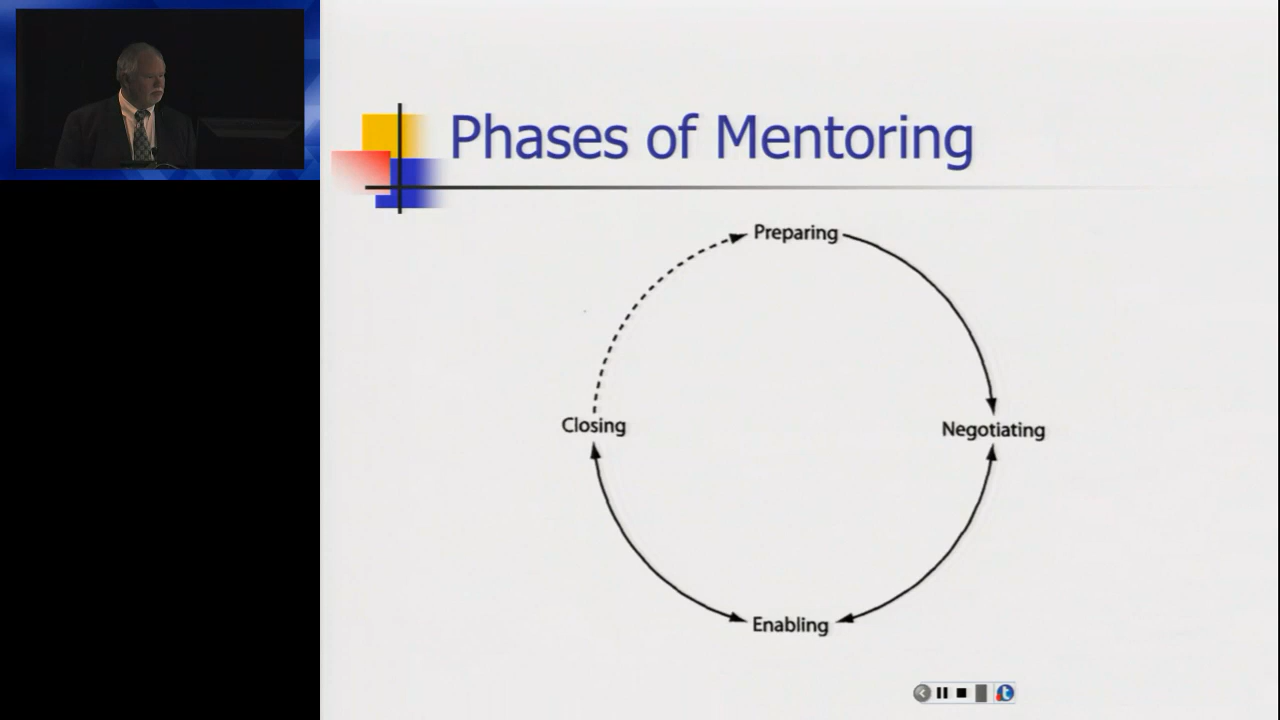 Phases of Mentoring
Preparing
Closing
Negotiating
Enabling